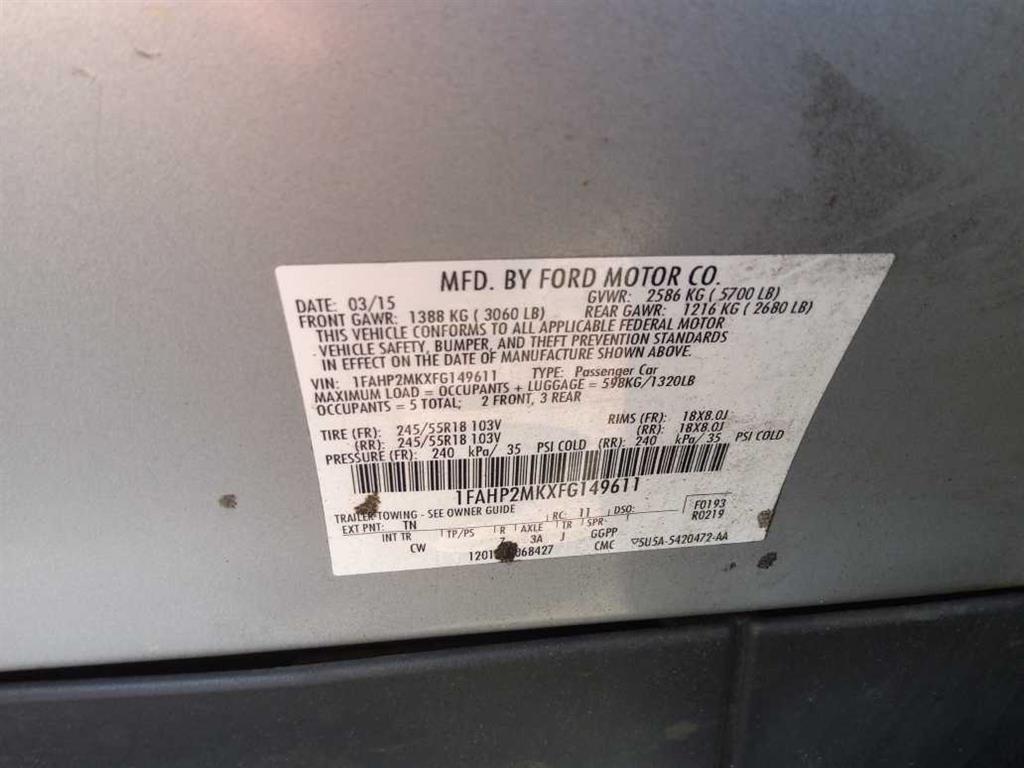 MFD. BY FORD MOTOR CO.
DATE: 03/15 GVWR: 2586 KG ( 5700 LB)
FRONT GAWR: 1388 KG ( 3060 LB) REAR GAWR: 1216 KG ( 2680 LB)
THIS VEHICLE CONFORMS TO ALL APPLICABLE FEDERAL MOTOR
VEHICLE SAFETY, BUMPER, AND THEFT PREVENTION STANDARDS
IN EFFECT ON THE DATE OF MANUFACTURE SHOWN ABOVE.
VIN: 1FAHP2MKXFG149611 TYPE: Passenger Car
MAXIMUM LOAD = OCCUPANTS + LUGGAGE = 598KG/1320LB
OCCUPANTS = 5 TOTAL; 2 FRONT, 3 REAR
TIRE (FR): 245/55R18 103V RIMS (FR): 18X8.0J
(RR): 245/55R18 103V (RR): 18X8.0J
PRESSURE (FR): 240 kPa/ 35 PSI COLD (RR): 240 kPa/ 35 PSI COLD
1FAHP2MKXFG149611
TRAILER TOWING - SEE OWNER GUIDE
EXT PNT: TN RC: 11 DSO: F0193
R0219
INT TR TP/PS R AXLE TR SPR
CW 7 3A J GGPP
CMC ▽5U5A-5420472-AA